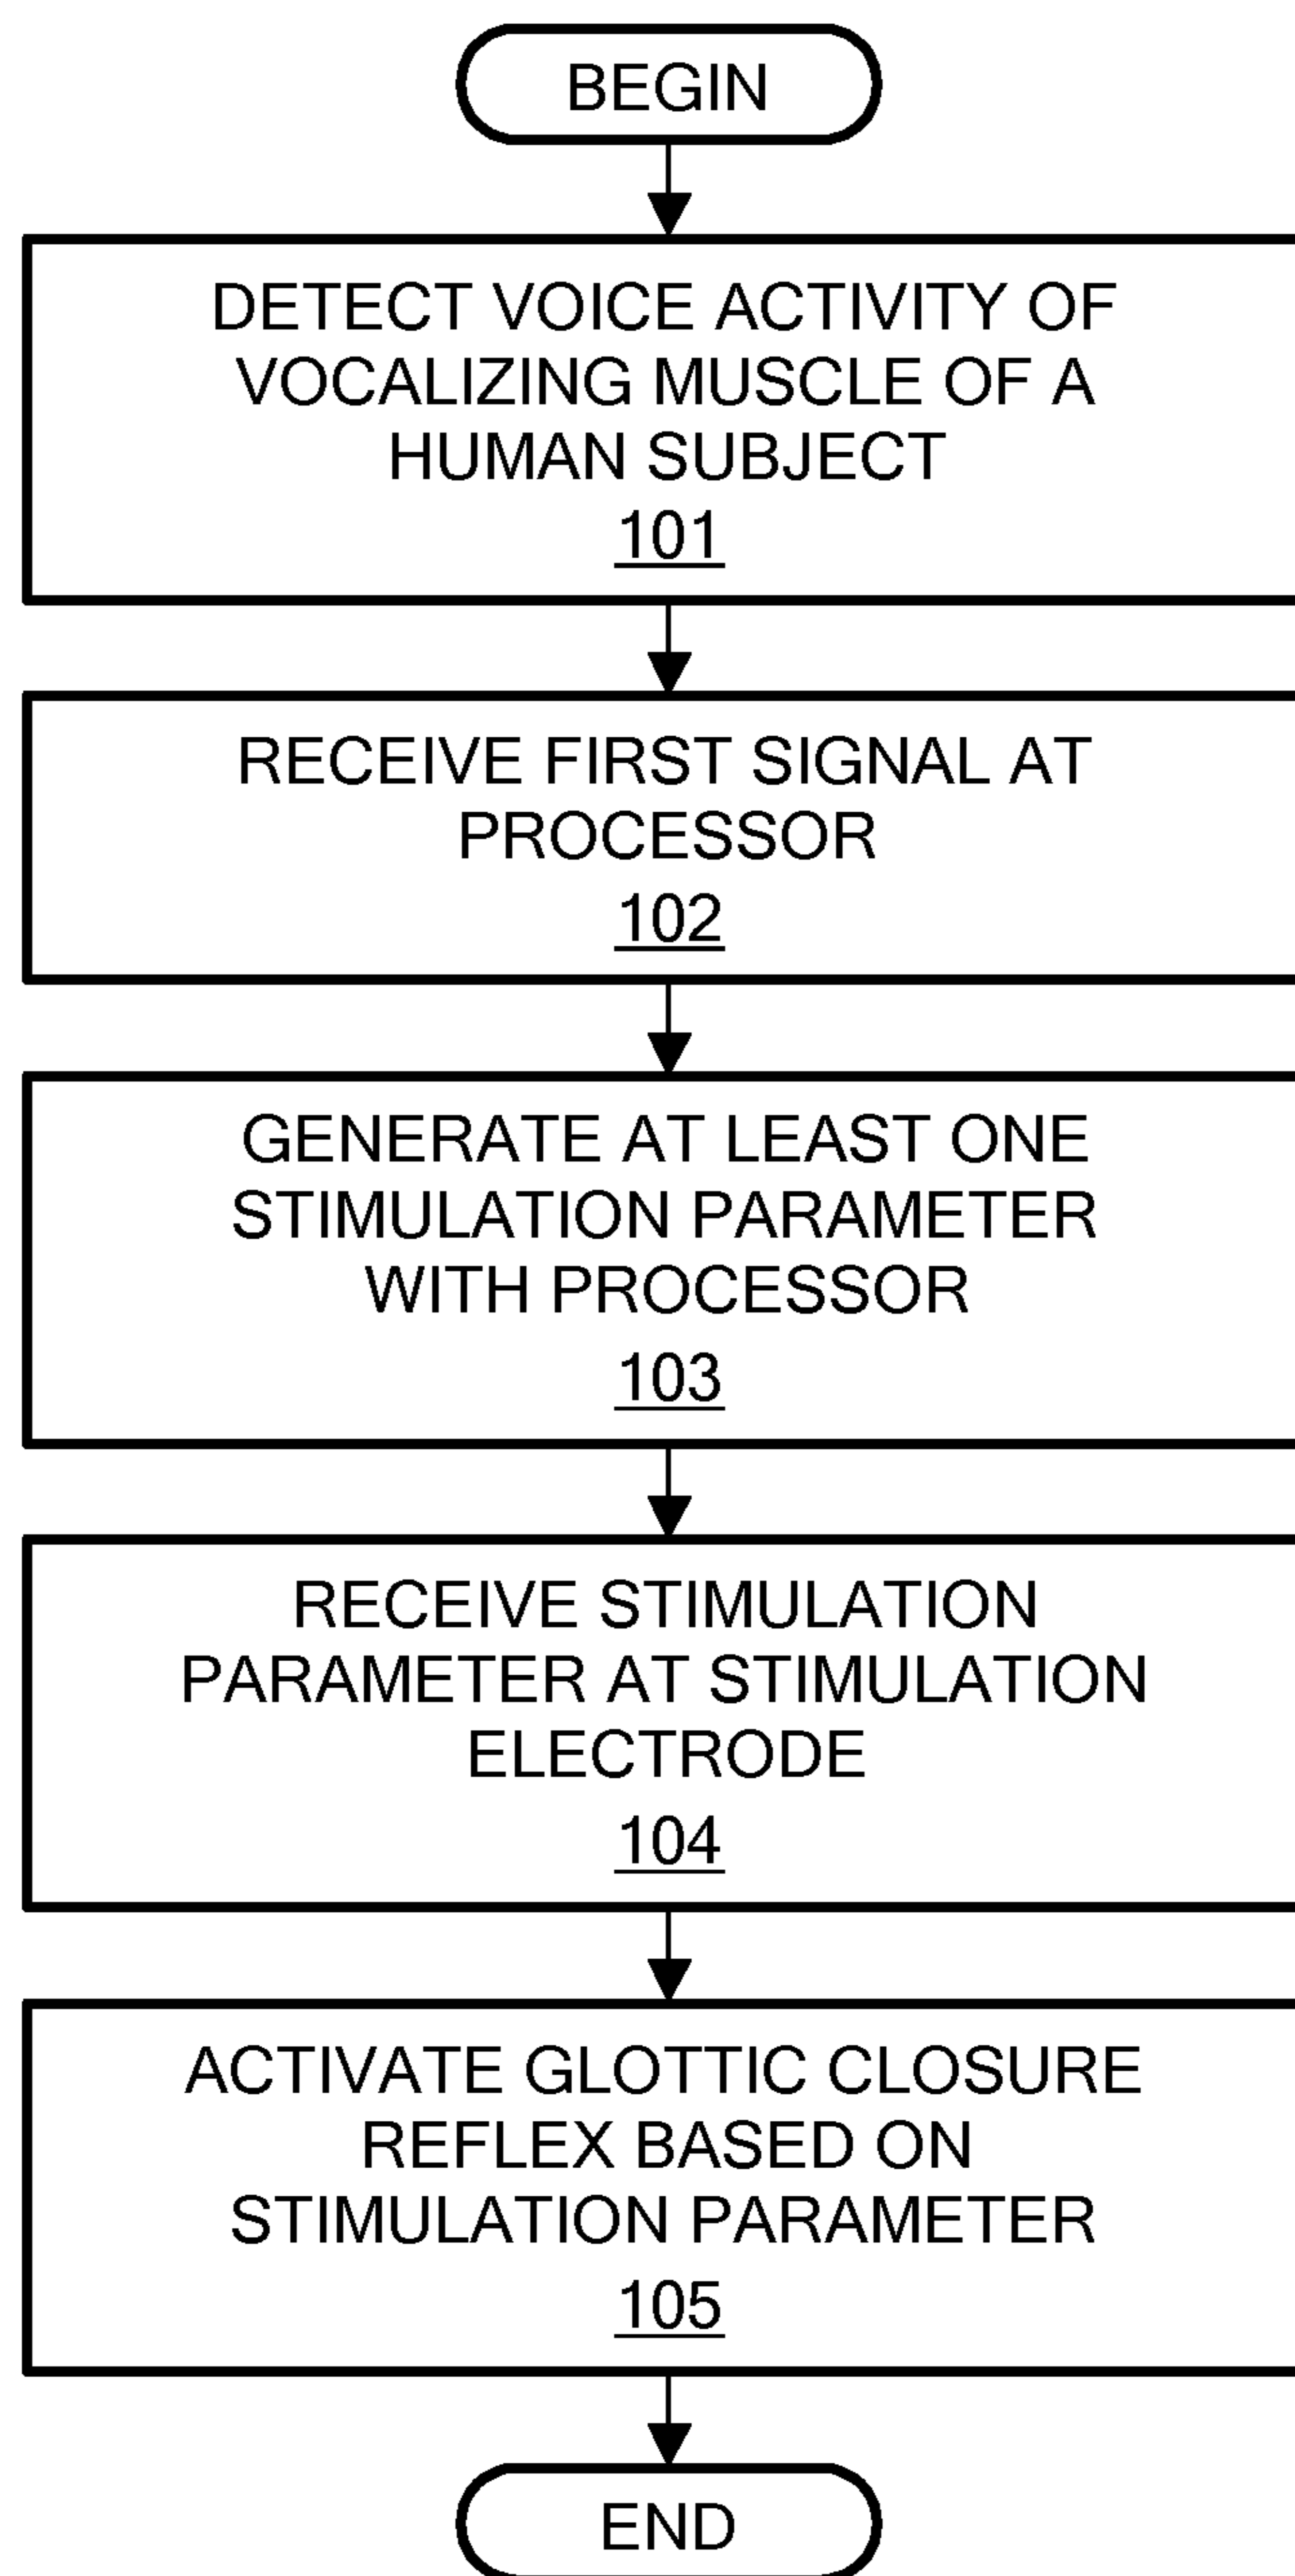 BEGIN
DETECT VOICE ACTIVITY OF
VOCALIZING MUSCLE OF A
HUMAN SUBJECT
101
RECEIVE FIRST SIGNAL AT
PROCESSOR
102
GENERATE AT LEAST ONE
STIMULATION PARAMETER
WITH PROCESSOR
103
RECEIVE STIMULATION
PARAMETER AT STIMULATION
ELECTRODE
104
ACTIVATE GLOTTIC CLOSURE
REFLEX BASED ON
STIMULATION PARAMETER
105
END